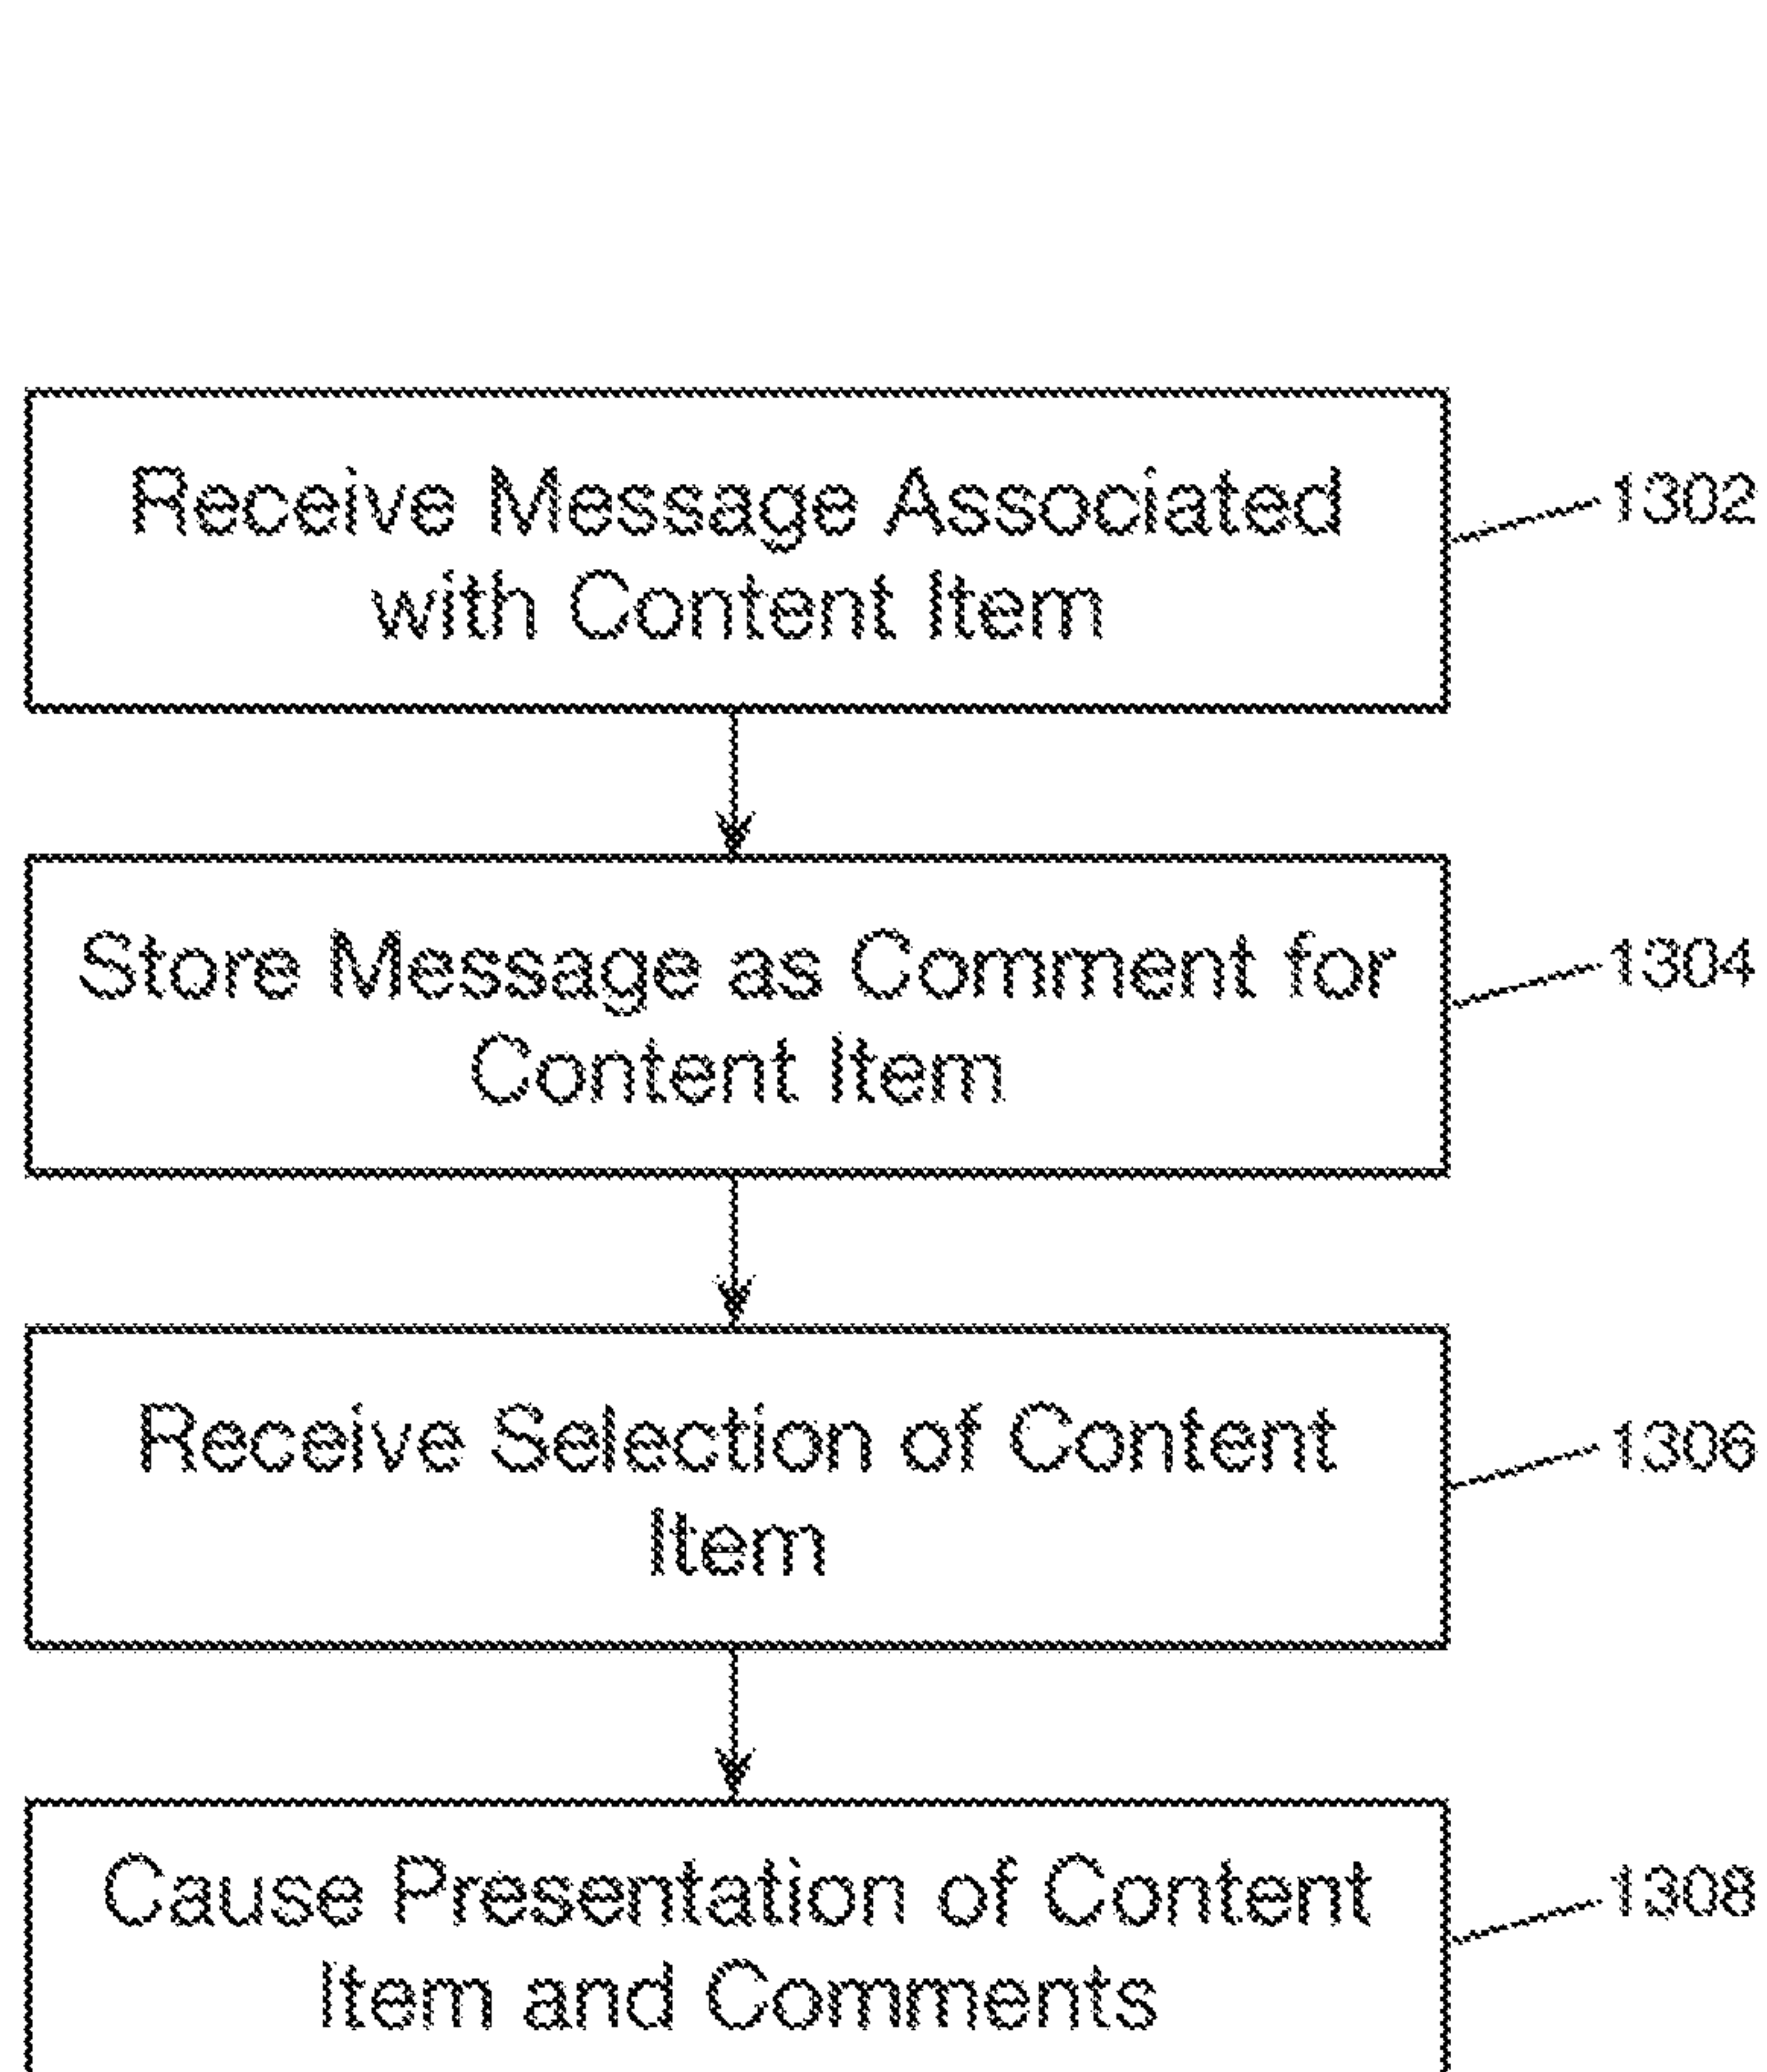 Receive Message Associated
with Content Item
1302
Store Message as Comment for
Content Item
1304
Receive Selection of Content
Item
1306
Cause Presentation of Content
Item and Comments
1308